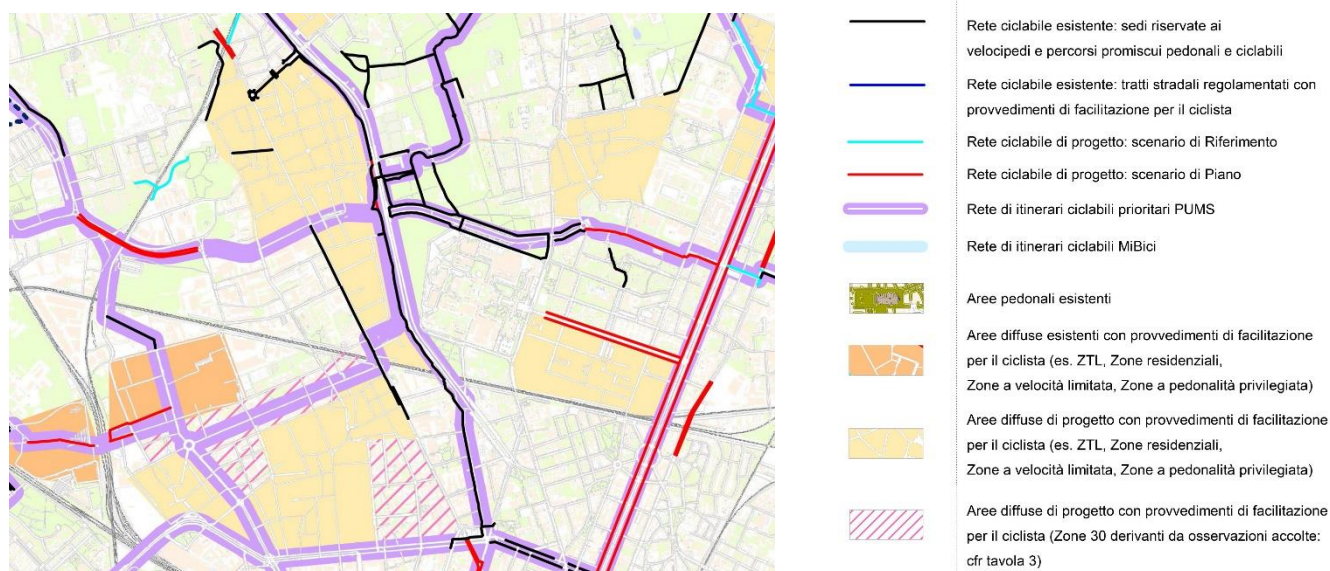 Rete ciclabile esistente: sedi riservate ai
velocipedi e percorsi promiscui pedonali e ciclabili
Rete ciclabile esistente: tratti stradali regolamentati con
provvedimenti di facilitazione per il ciclista
Rete ciclabile di progetto: scenario di Riferimento
Rete ciclabile di progetto: scenario di Piano
Rete di itinerari ciclabili prioritari PUMS
Rete di itinerari ciclabili MiBici
Aree pedonali esistenti
Aree diffuse esistenti con provvedimenti di facilitazione
per il ciclista (es. ZTL, Zone residenziali,
Zone a velocità limitata, Zone a pedonalità privilegiata)
Aree diffuse di progetto con provvedimenti di facilitazione
per il ciclista (es. ZTL, Zone residenziali,
Zone a velocità limitata, Zone a pedonalità privilegiata)
Aree diffuse di progetto con provvedimenti di facilitazione
per il ciclista (Zone 30 derivanti da osservazioni accolte:
cfr tavola 3)